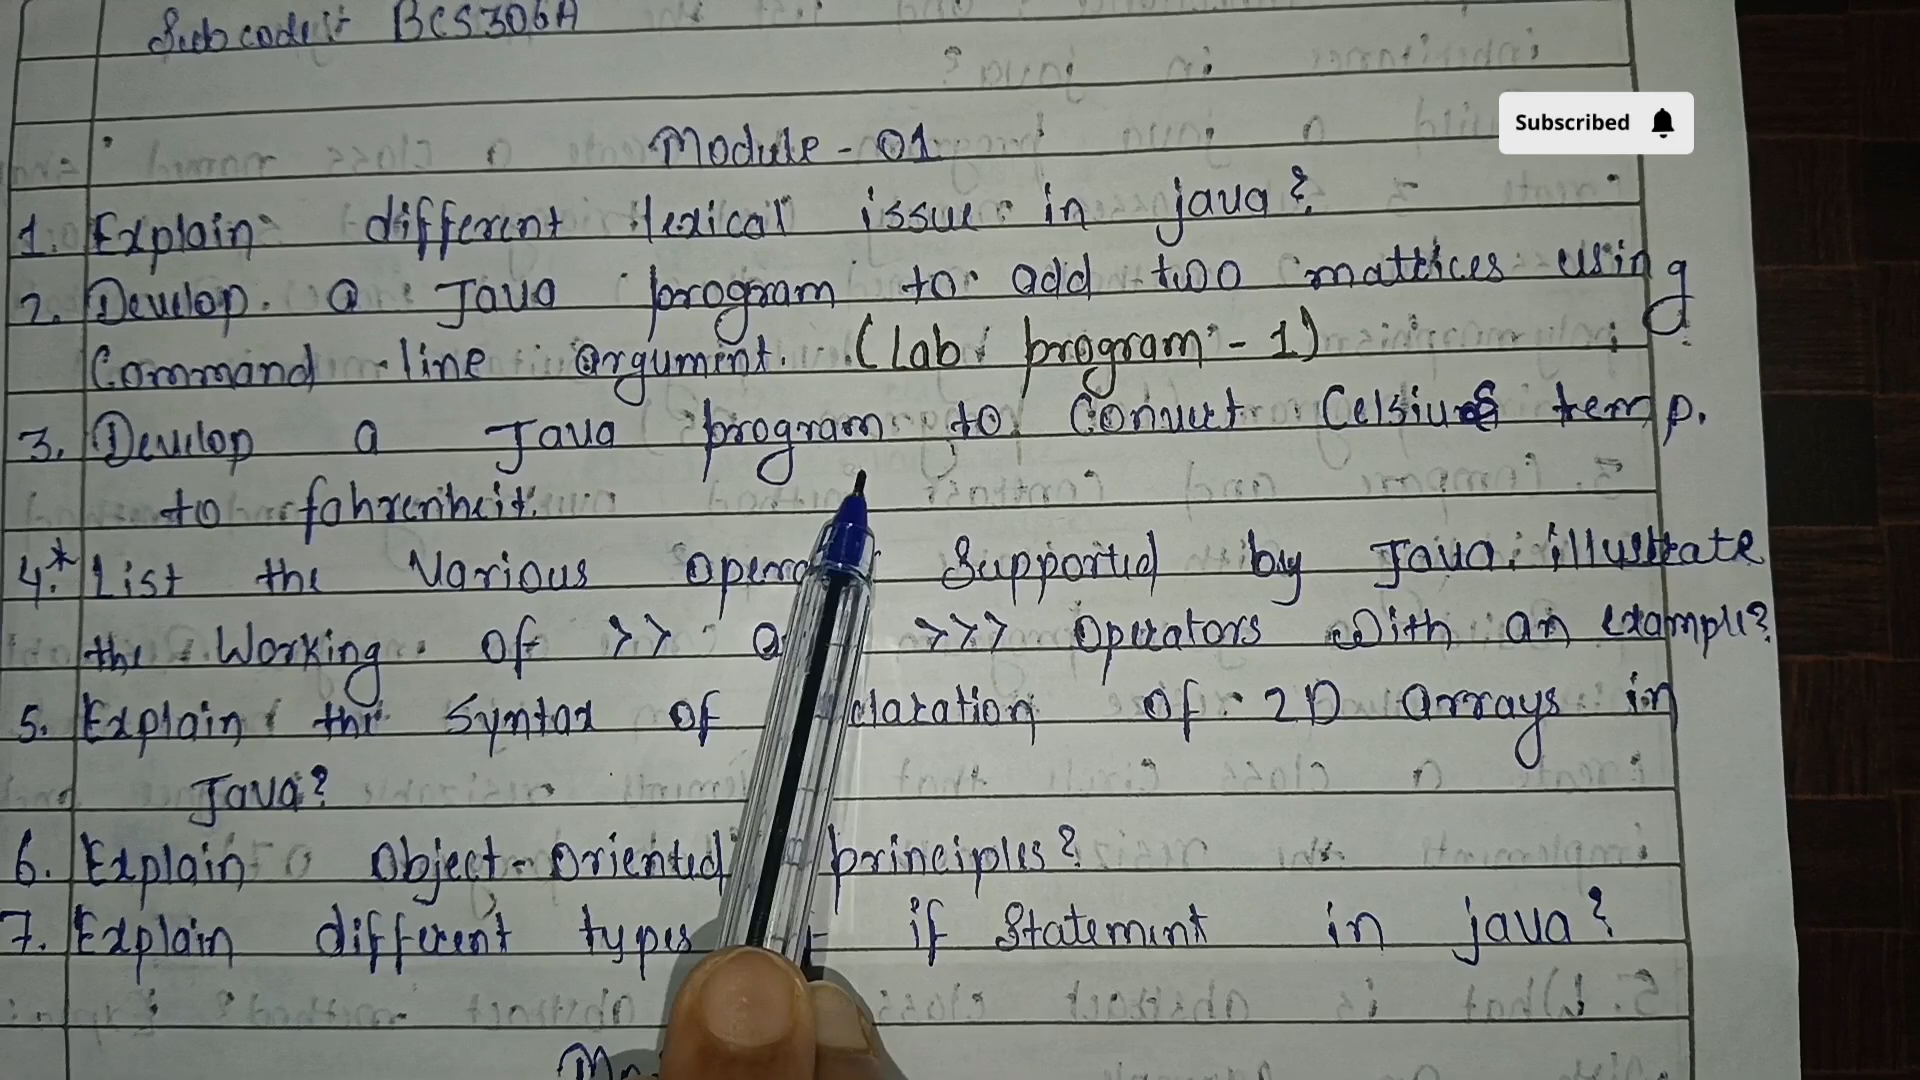 Sub code:- BCS306A
Subscribed
Module - 01
1. Explain different lexical issue in java?
2. Develop a Java program to add two matrices using
Command line argument. (lab program - 1)
3. Develop a Java program to Convert Celsius temp.
to fahrenheit.
4.* List the Various Supported by Java. illustrate
the Working of >> >>> operators with an example?
5. Explain the Syntax of of 2D arrays in
Java?
6. Explain Object-Oriented principles?
7. Explain different types if Statement in java?